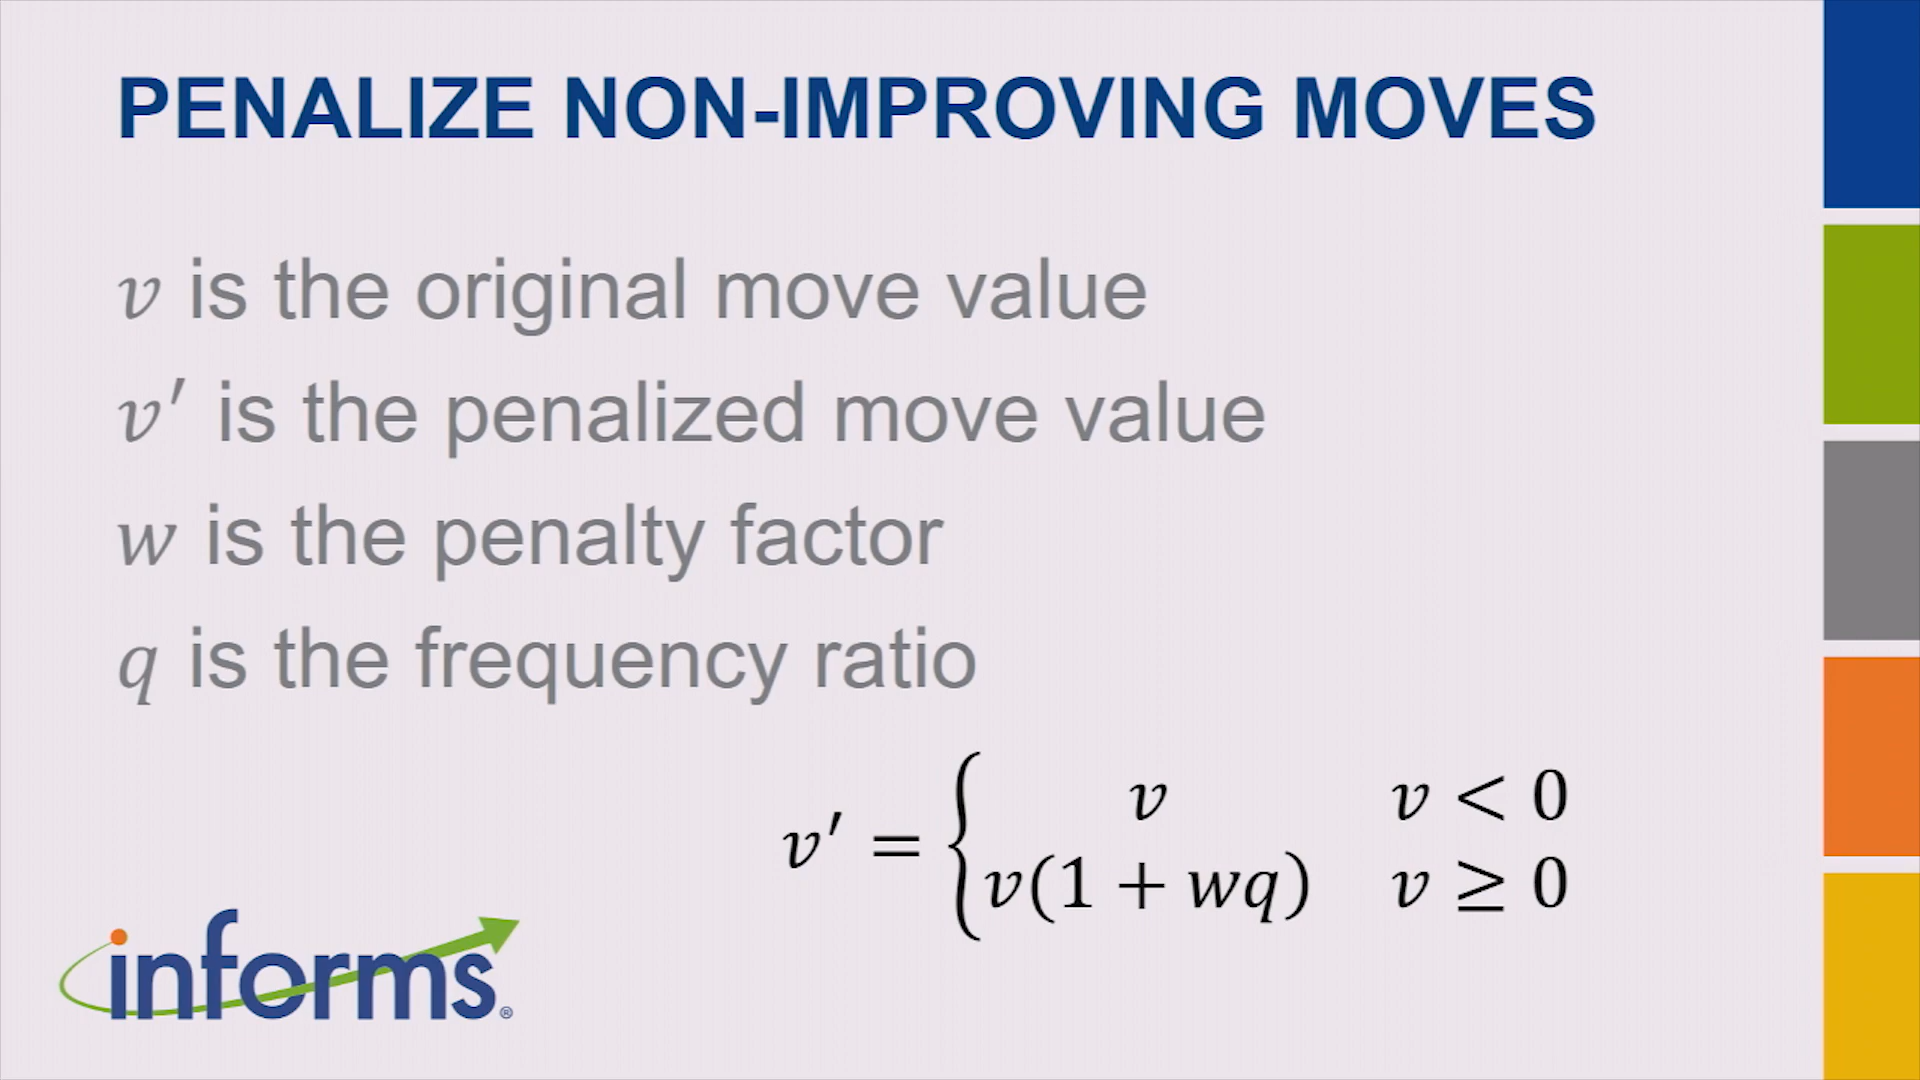 PENALIZE NON-IMPROVING MOVES
v is the original move value
v′ is the penalized move value
w is the penalty factor
q is the frequency ratio
v′ = { v v < 0
v(1 + wq) v ≥ 0
informs®